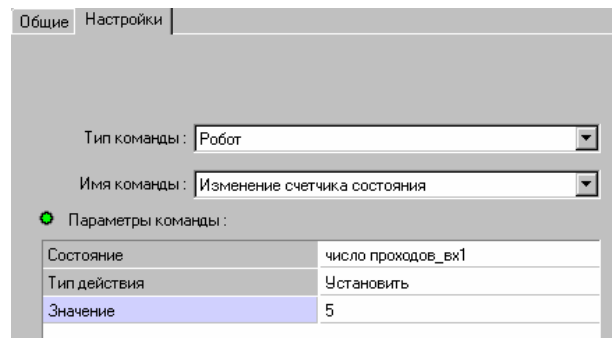 Общие Настройки
Тип команды : Робот
Имя команды : Изменение счетчика состояния
Параметры команды :
Состояние число проходов_вх1
Тип действия Установить
Значение 5